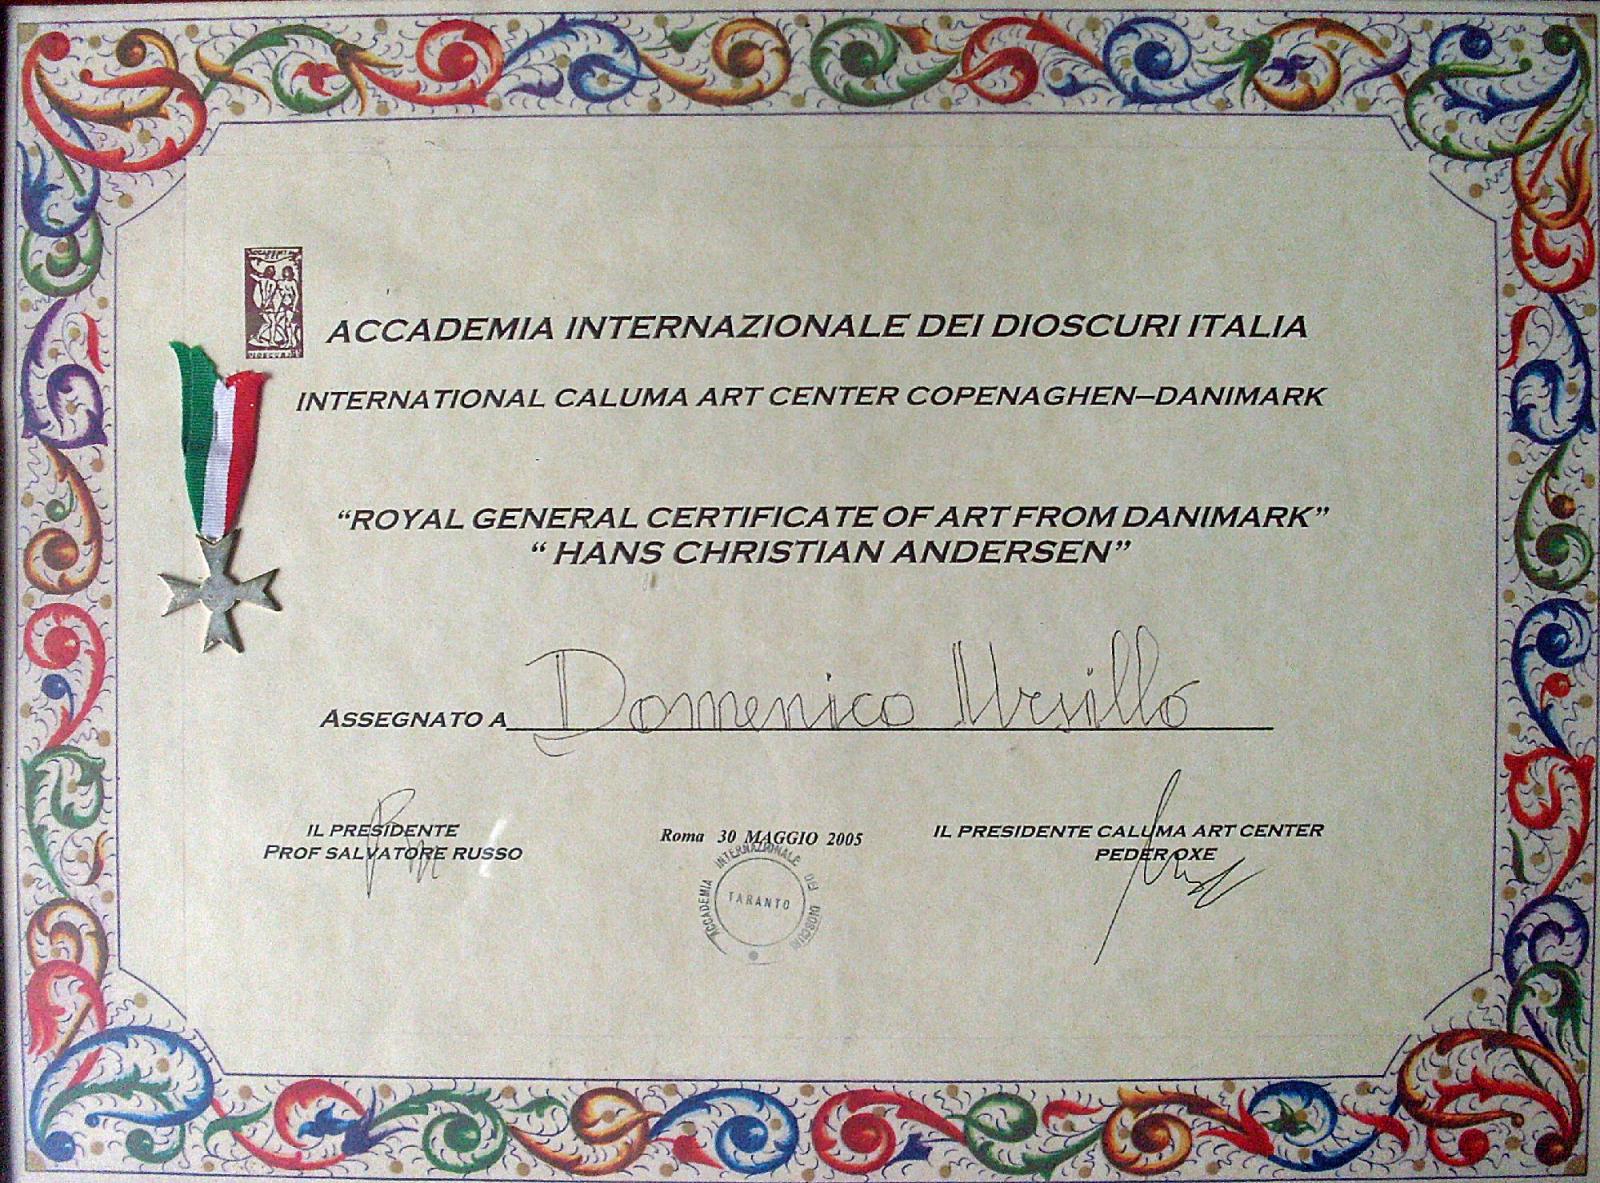 ACCADEMIA INTERNAZIONALE DEI DIOSCURI ITALIA
INTERNATIONAL CALUMA ART CENTER COPENAGHEN–DANIMARK
“ROYAL GENERAL CERTIFICATE OF ART FROM DANIMARK”
“ HANS CHRISTIAN ANDERSEN”
ASSEGNATO A Domenico Ursillo
IL PRESIDENTE
PROF SALVATORE RUSSO
Roma 30 MAGGIO 2005
ACCADEMIA INTERNAZIONALE DEI DIOSCURI
TARANTO
IL PRESIDENTE CALUMA ART CENTER
PEDER OXE